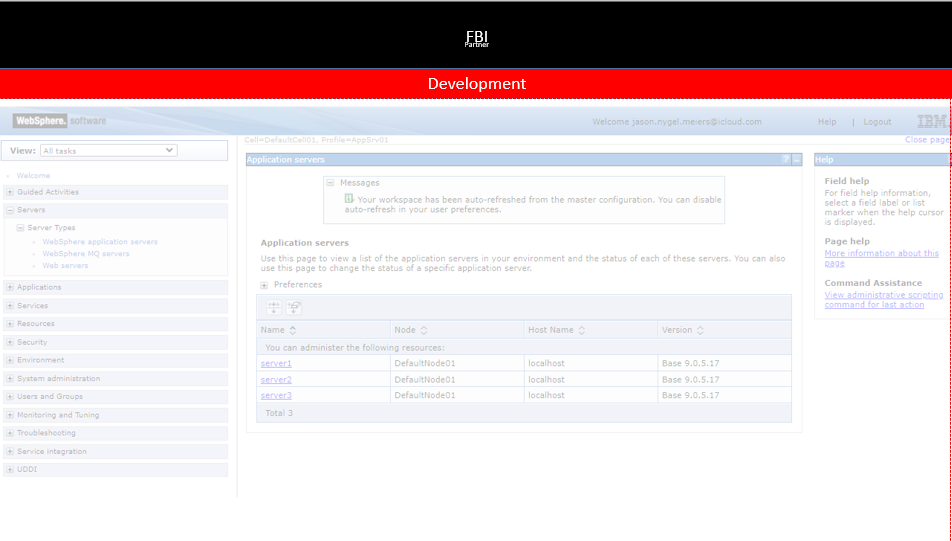 FBI
Partner
Development
WebSphere. software
Welcome jason.nygel.meiers@icloud.com
Help | Logout
IBM
View: All tasks
Cell=DefaultCell01, Profile=AppSrv01
Close page
Welcome
Guided Activities
Servers
Server Types
WebSphere application servers
WebSphere MQ servers
Web servers
Applications
Services
Resources
Security
Environment
System administration
Users and Groups
Monitoring and Tuning
Troubleshooting
Service integration
UDDI
Application servers
? –
Messages
Your workspace has been auto-refreshed from the master configuration. You can disable
auto-refresh in your user preferences.
Application servers
Use this page to view a list of the application servers in your environment and the status of each of these servers. You can also
use this page to change the status of a specific application server.
Preferences
Name Node Host Name Version
You can administer the following resources:
server1 DefaultNode01 localhost Base 9.0.5.17
server2 DefaultNode01 localhost Base 9.0.5.17
server3 DefaultNode01 localhost Base 9.0.5.17
Total 3
Help
Field help
For field help information,
select a field label or list
marker when the help cursor
is displayed.
Page help
More information about this
page
Command Assistance
View administrative scripting
command for last action